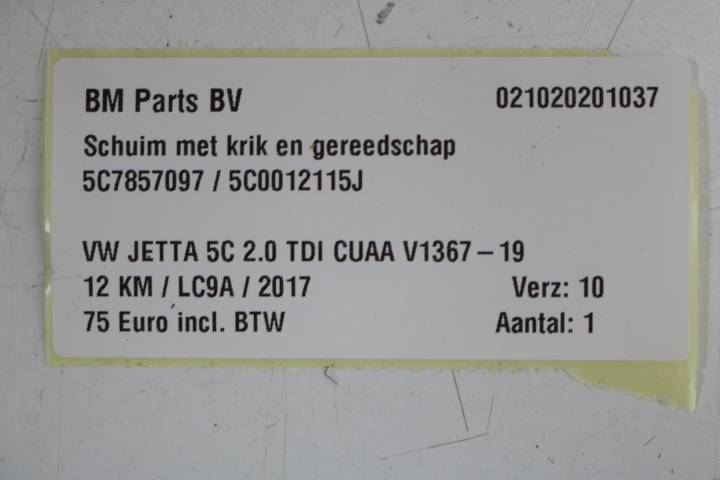 BM Parts BV 021020201037
Schuim met krik en gereedschap
5C7857097 / 5C0012115J
VW JETTA 5C 2.0 TDI CUAA V1367-19
12 KM / LC9A / 2017 Verz: 10
75 Euro incl. BTW Aantal: 1